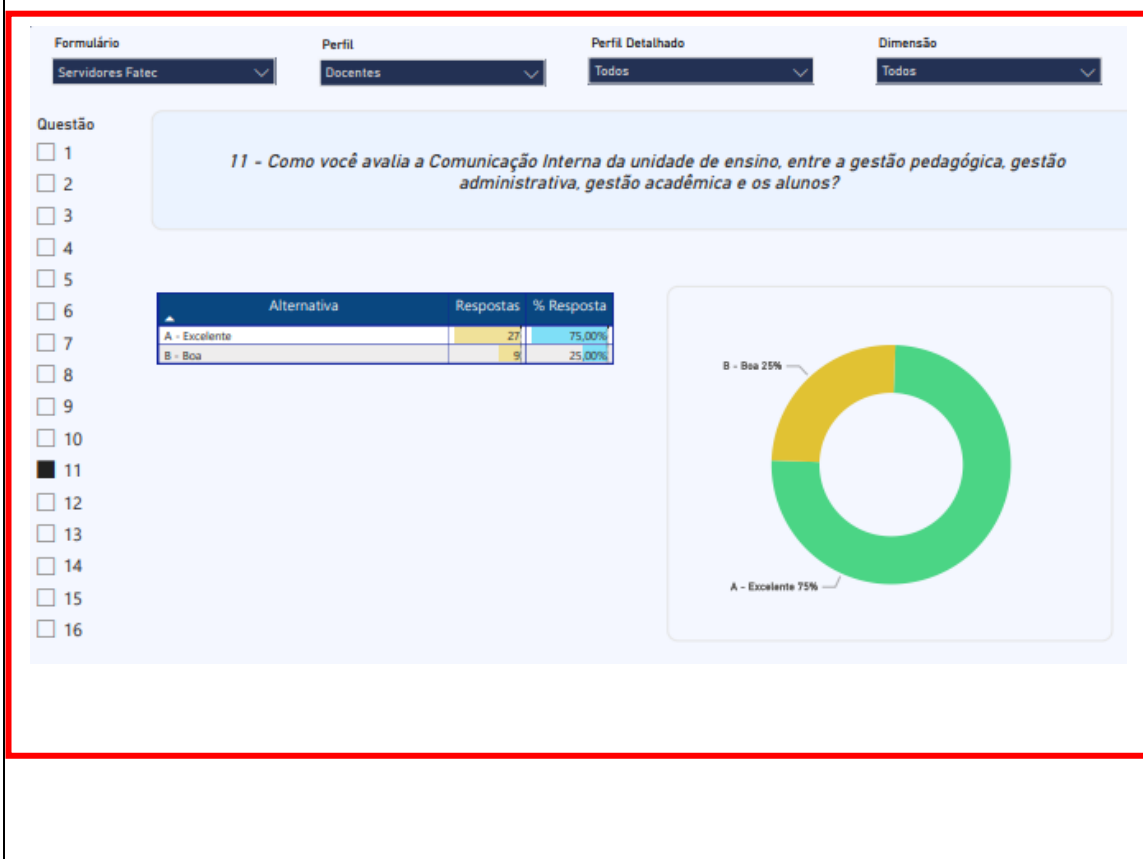 Formulário Perfil Perfil Detalhado Dimensão
Servidores Fatec Docentes Todos Todos
Questão
1
2
3
4
5
6
7
8
9
10
11
12
13
14
15
16
11 - Como você avalia a Comunicação Interna da unidade de ensino, entre a gestão pedagógica, gestão
administrativa, gestão acadêmica e os alunos?
Alternativa Respostas % Resposta
A - Excelente 27 75,00%
B - Boa 9 25,00%
B - Boa 25%
A - Excelente 75%